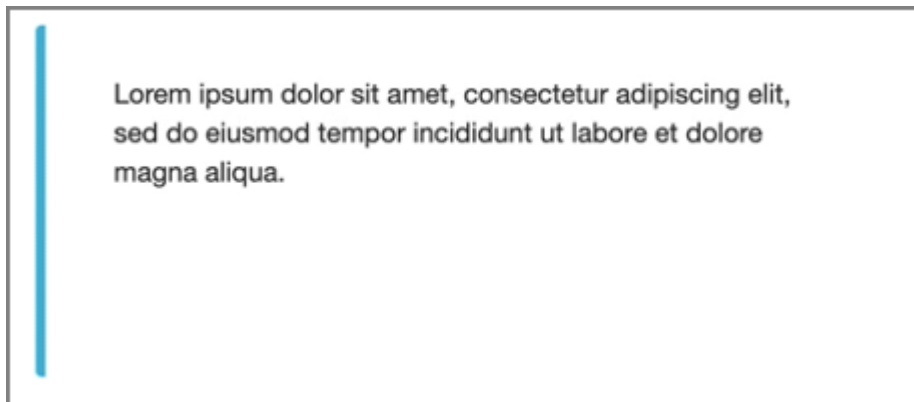 Lorem ipsum dolor sit amet, consectetur adipiscing elit,
sed do eiusmod tempor incididunt ut labore et dolore
magna aliqua.